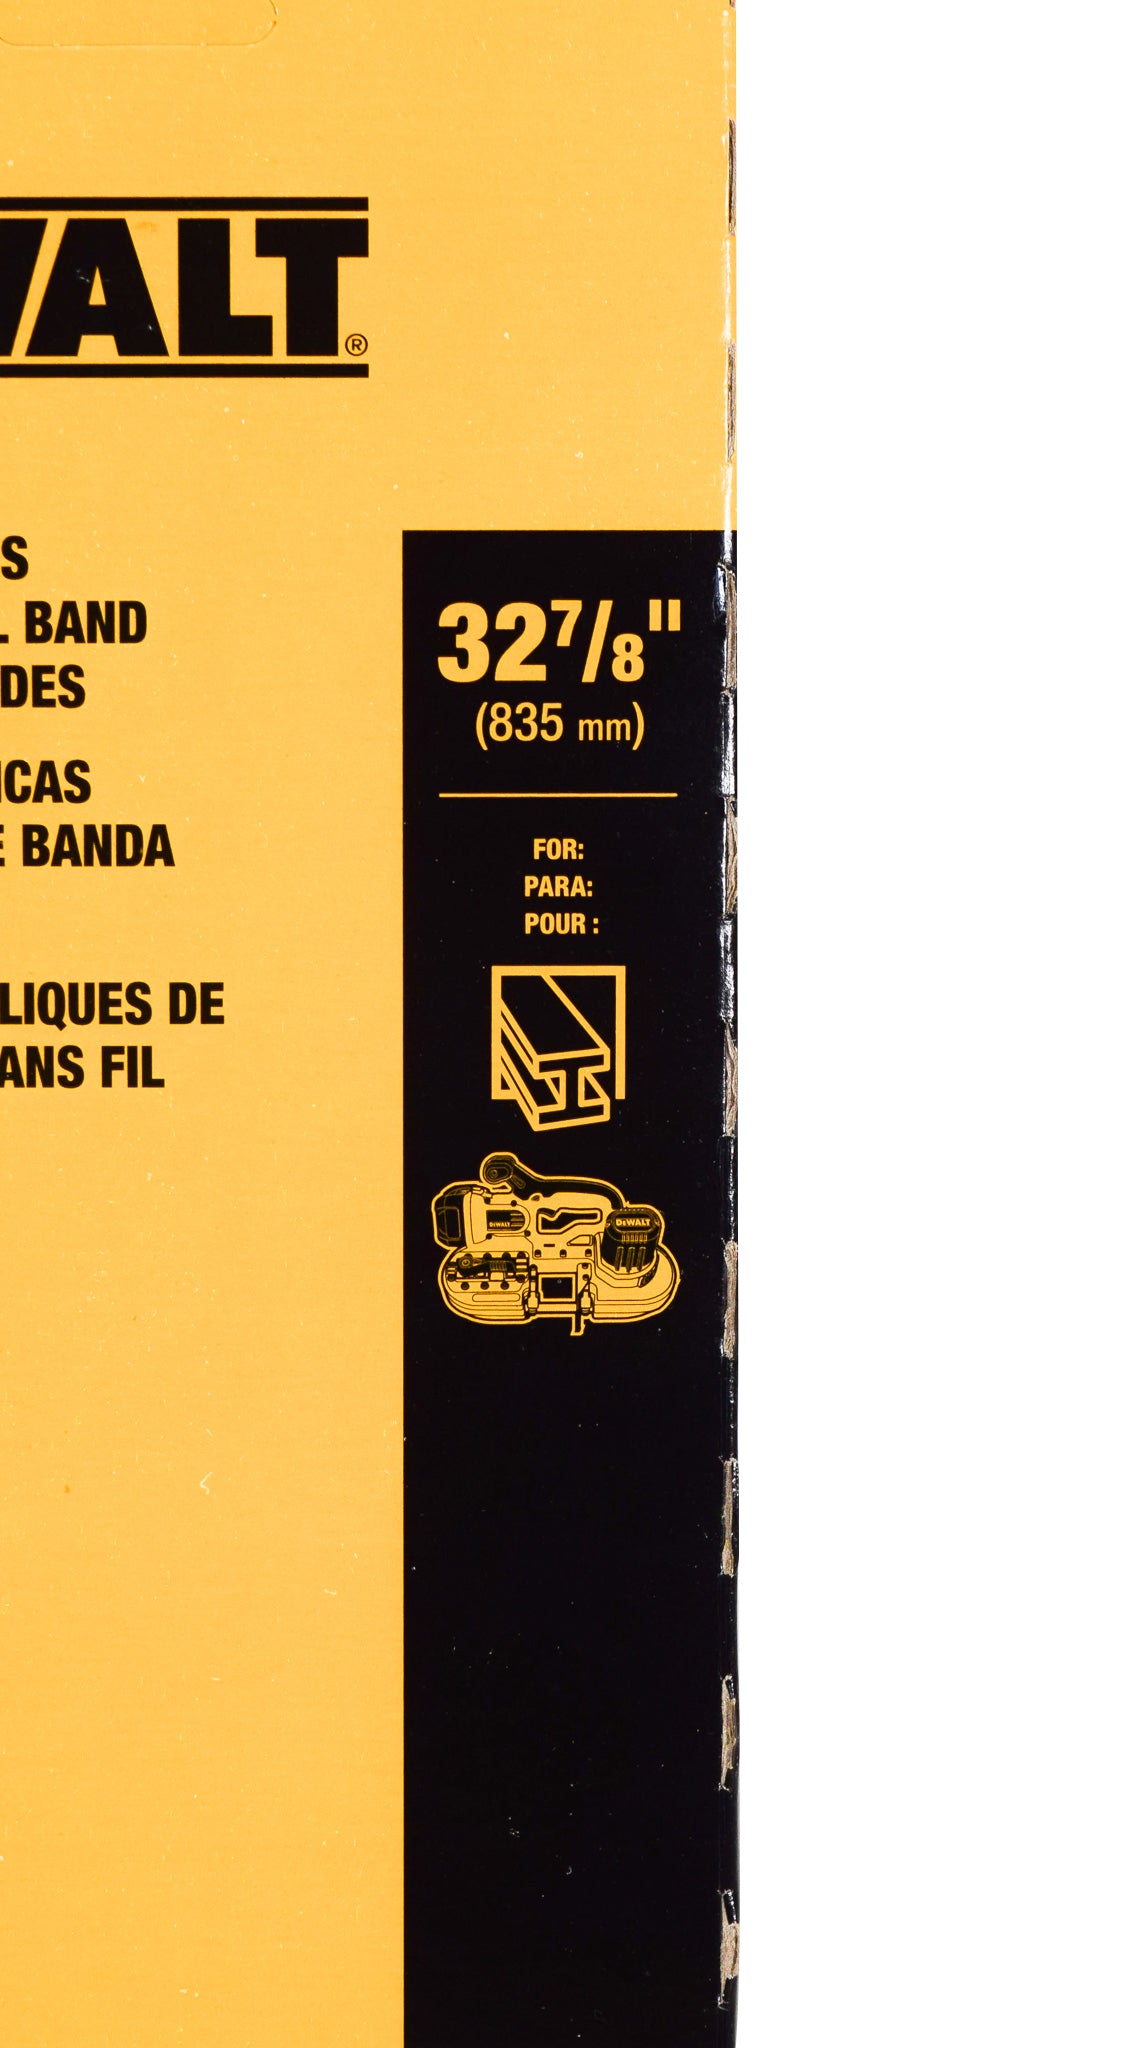 WALT®
S
L BAND
DES
ICAS
E BANDA
LIQUES DE
ANS FIL
32 7/8"
(835 mm)
FOR:
PARA:
POUR :
DEWALT
DEWALT